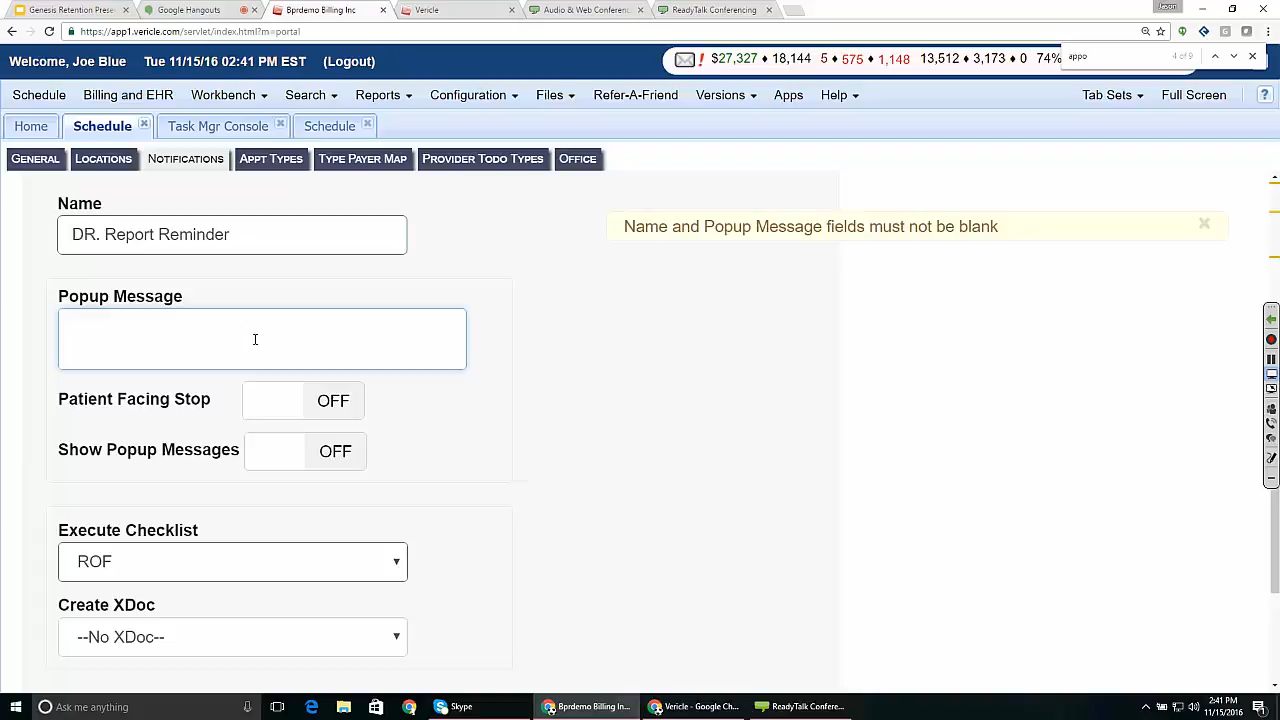 Genesis Retention Prese
Google Hangouts
Bprdemo Billing Inc
Vericle
Audio & Web Conferenc
ReadyTalk Conferencing
Jason
https://app1.vericle.com/servlet/index.html?m=portal
appo
4 of 9
Welcome, Joe Blue
Tue 11/15/16 02:41 PM EST
(Logout)
! $27,327 ♦ 18,144 5 ♦ 575 ♦ 1,148 13,512 ♦ 3,173 ♦ 0 74%
Schedule
Billing and EHR
Workbench
Search
Reports
Configuration
Files
Refer-A-Friend
Versions
Apps
Help
Tab Sets
Full Screen
?
Home
Schedule
Task Mgr Console
Schedule
GENERAL
LOCATIONS
NOTIFICATIONS
APPT TYPES
TYPE PAYER MAP
PROVIDER TODO TYPES
OFFICE
Name
DR. Report Reminder
Name and Popup Message fields must not be blank
Popup Message
Patient Facing Stop
OFF
Show Popup Messages
OFF
Execute Checklist
ROF
Create XDoc
--No XDoc--
Ask me anything
Skype
Bprdemo Billing In...
Vericle - Google Ch...
ReadyTalk Confere...
2:41 PM
11/15/2016